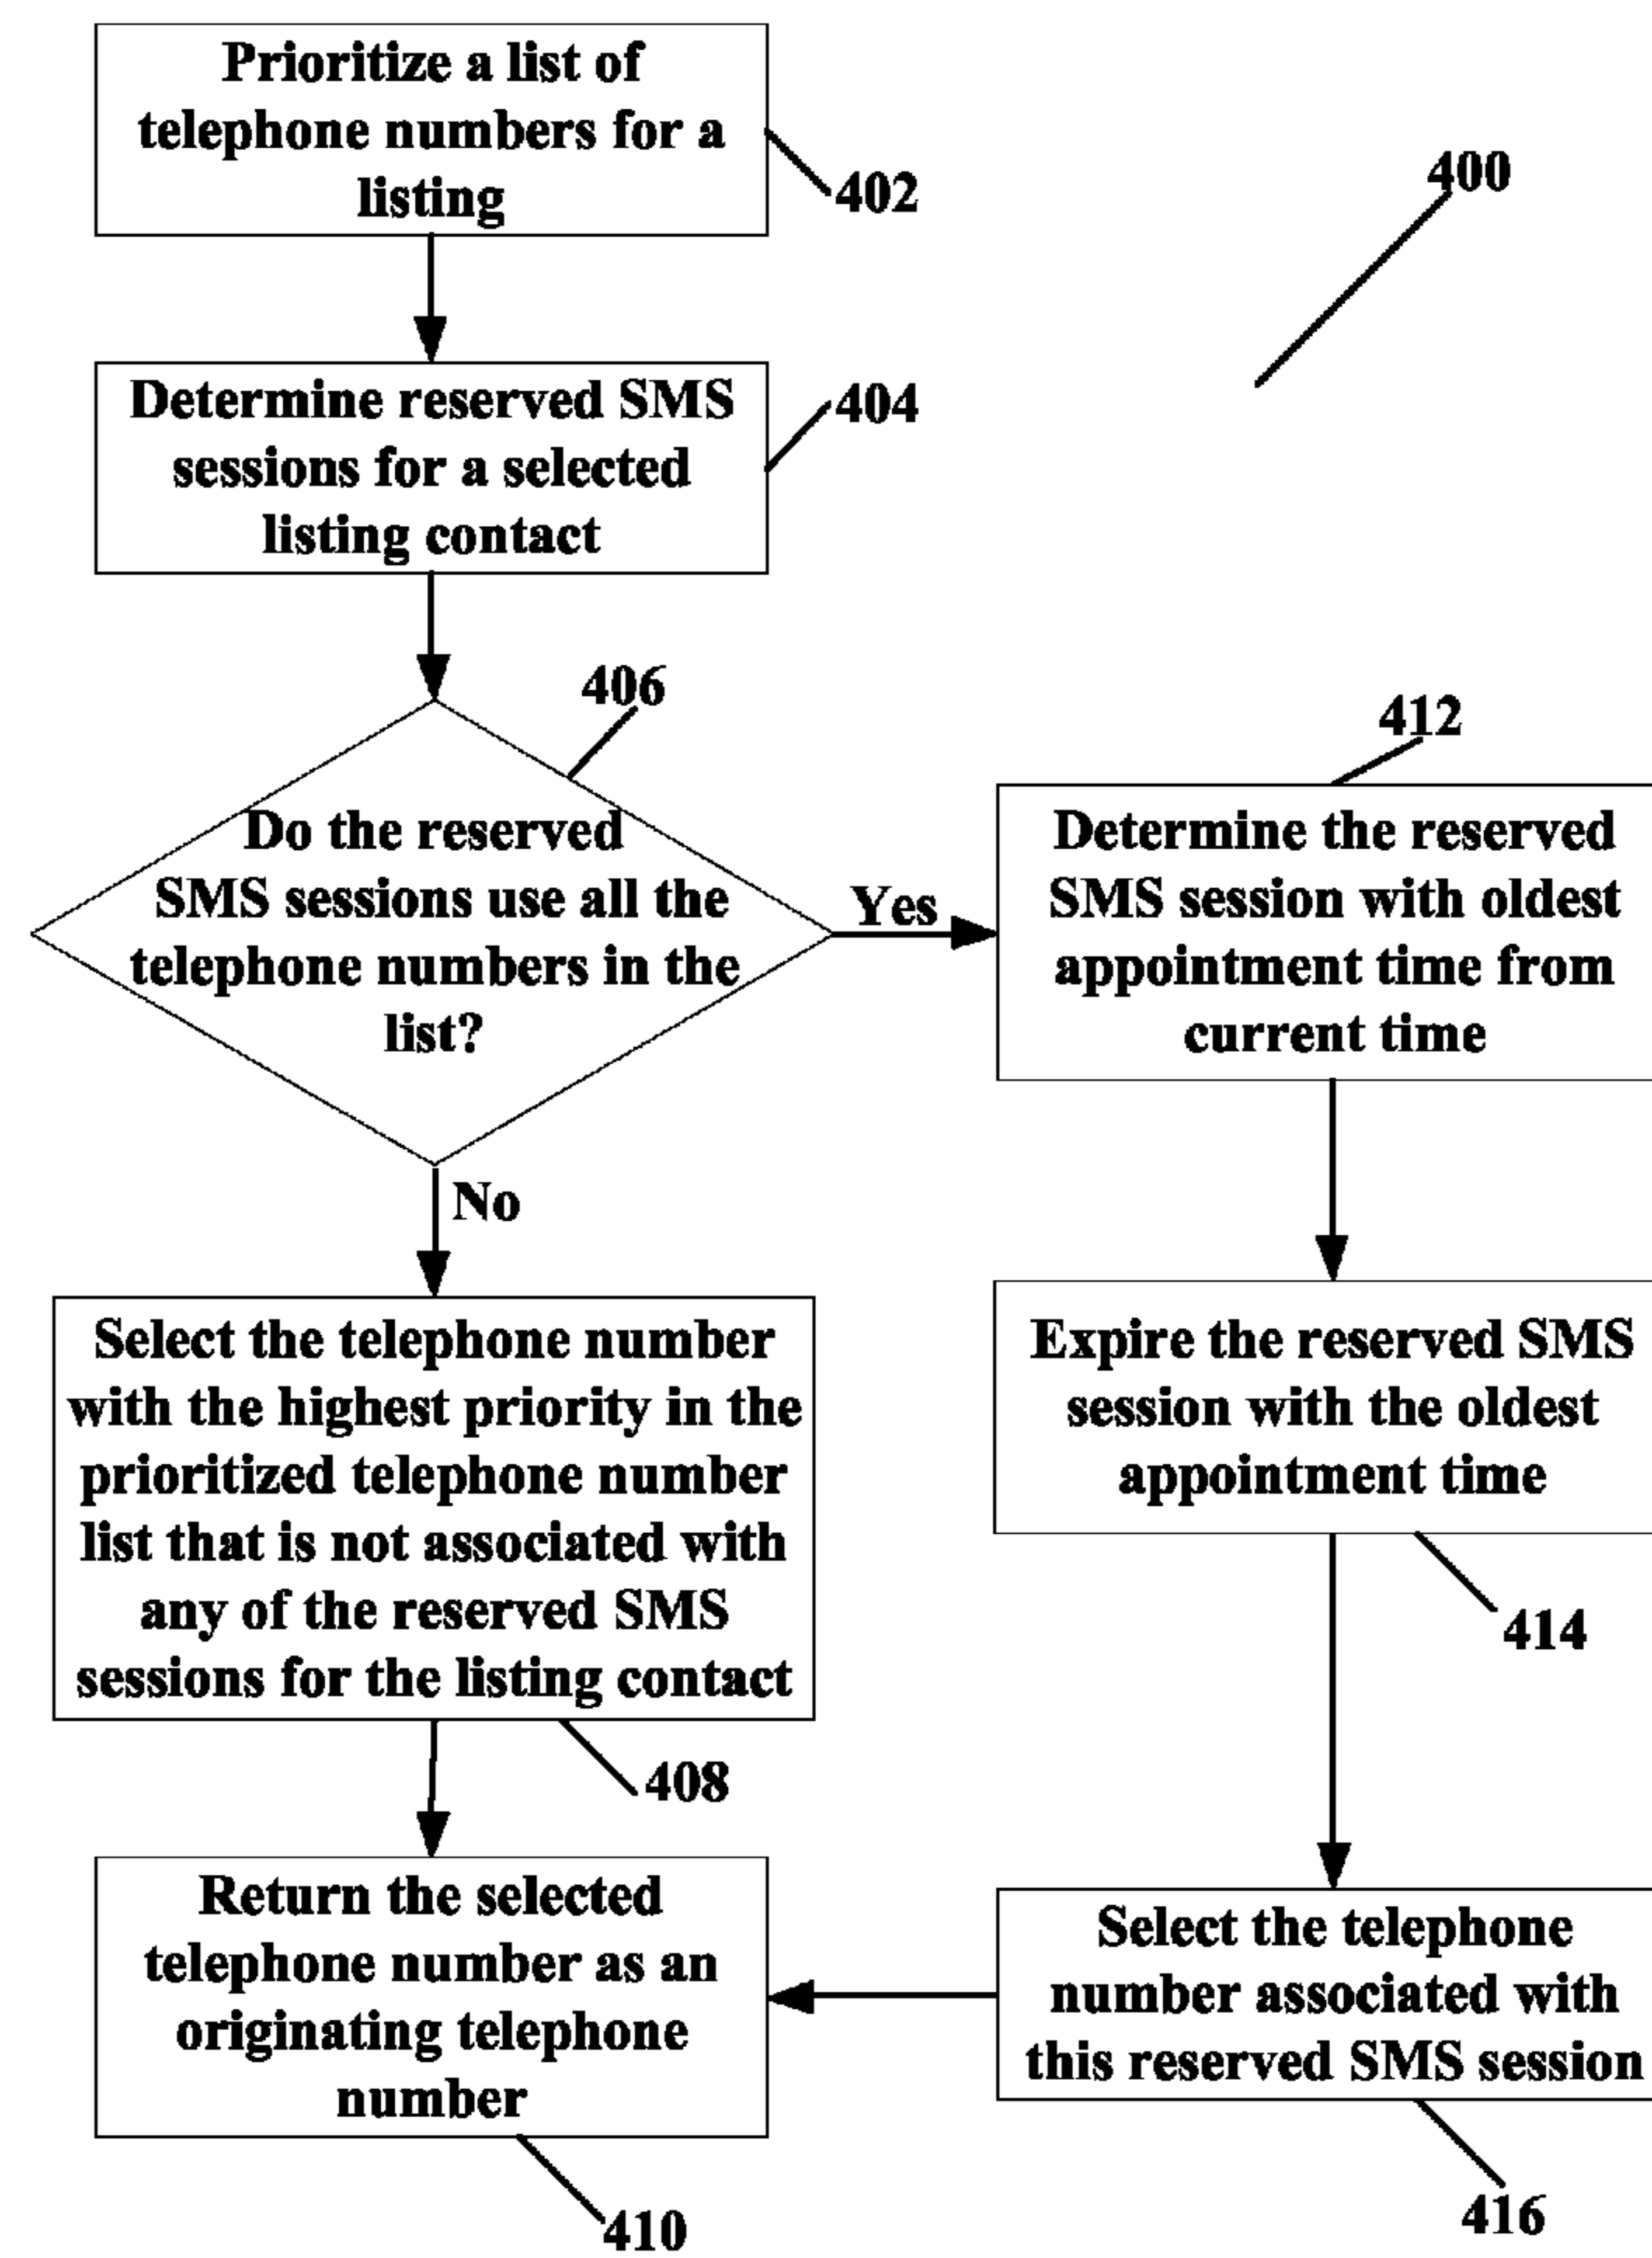 Prioritize a list of
telephone numbers for a
listing
402
400
Determine reserved SMS
sessions for a selected
listing contact
404
406
Do the reserved
SMS sessions use all the
telephone numbers in the
list?
Yes
412
Determine the reserved
SMS session with oldest
appointment time from
current time
No
Select the telephone number
with the highest priority in the
prioritized telephone number
list that is not associated with
any of the reserved SMS
sessions for the listing contact
408
Expire the reserved SMS
session with the oldest
appointment time
414
Return the selected
telephone number as an
originating telephone
number
410
Select the telephone
number associated with
this reserved SMS session
416